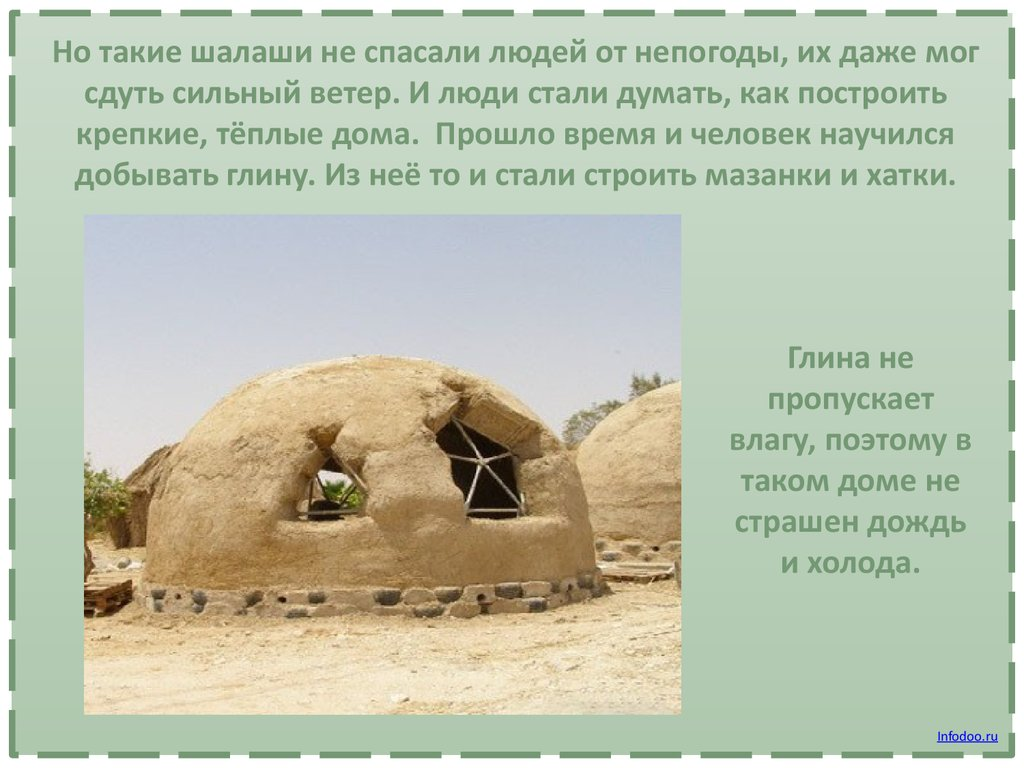 Но такие шалаши не спасали людей от непогоды, их даже мог
сдуть сильный ветер. И люди стали думать, как построить
крепкие, тёплые дома.  Прошло время и человек научился
добывать глину. Из неё то и стали строить мазанки и хатки.
Глина не
пропускает
влагу, поэтому в
таком доме не
страшен дождь
и холода.
Infodoo.ru